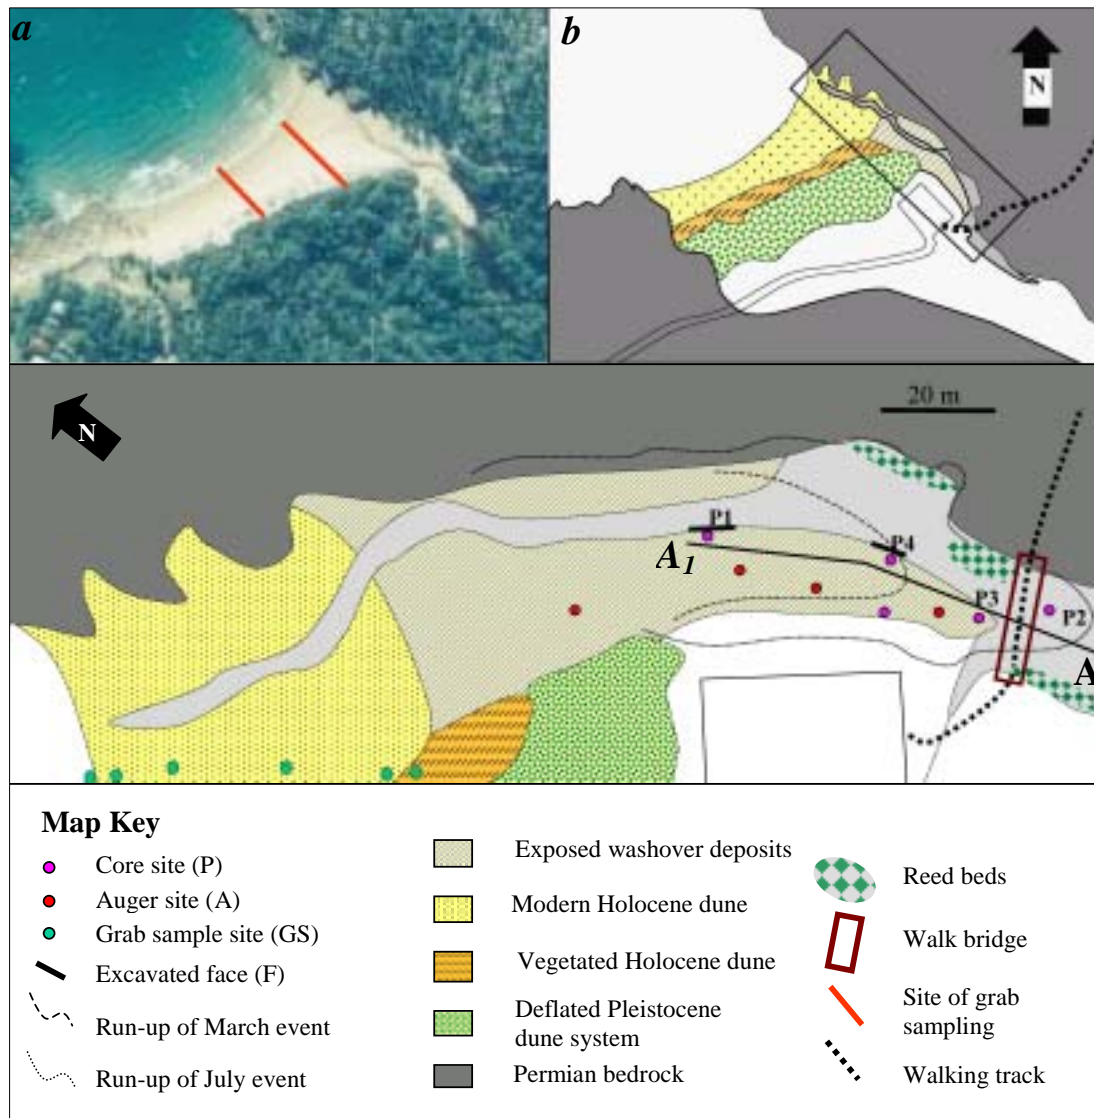 a
b
N
20 m
N
P1
P4
A1
P3
P2
A
Map Key
Core site (P)
Auger site (A)
Grab sample site (GS)
Excavated face (F)
Run-up of March event
Run-up of July event
Exposed washover deposits
Modern Holocene dune
Vegetated Holocene dune
Deflated Pleistocene
dune system
Permian bedrock
Reed beds
Walk bridge
Site of grab
sampling
Walking track